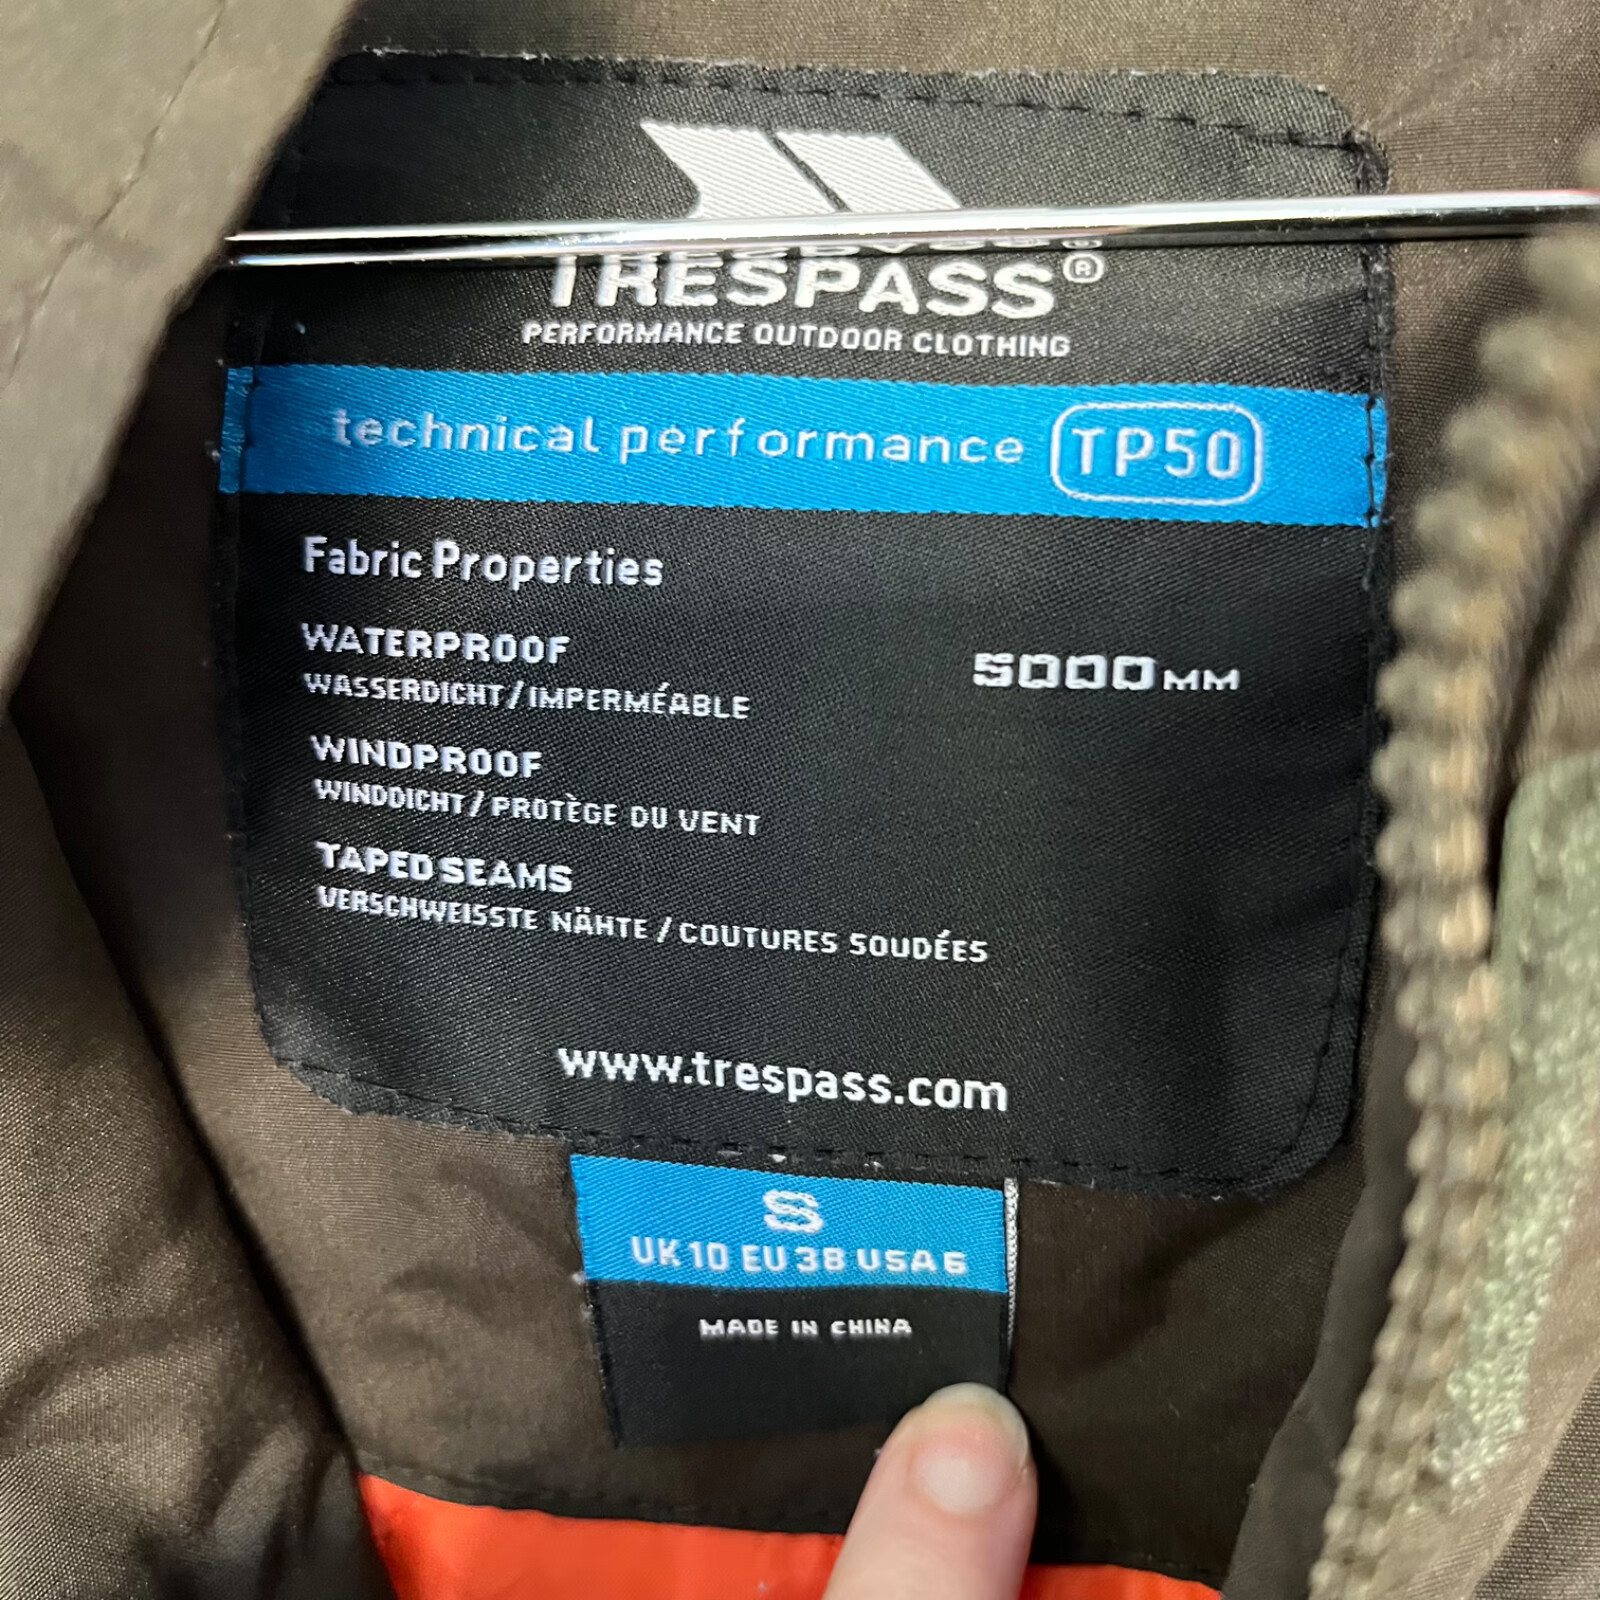 TRESPASS®
PERFORMANCE OUTDOOR CLOTHING
technical performance TP50
Fabric Properties
WATERPROOF 5000MM
WASSERDICHT/IMPERMÉABLE
WINDPROOF
WINDDICHT/PROTÈGE DU VENT
TAPED SEAMS
VERSCHWEISSTE NÄHTE/COUTURES SOUDÉES
www.trespass.com
S
UK 10 EU 38 USA 6
MADE IN CHINA